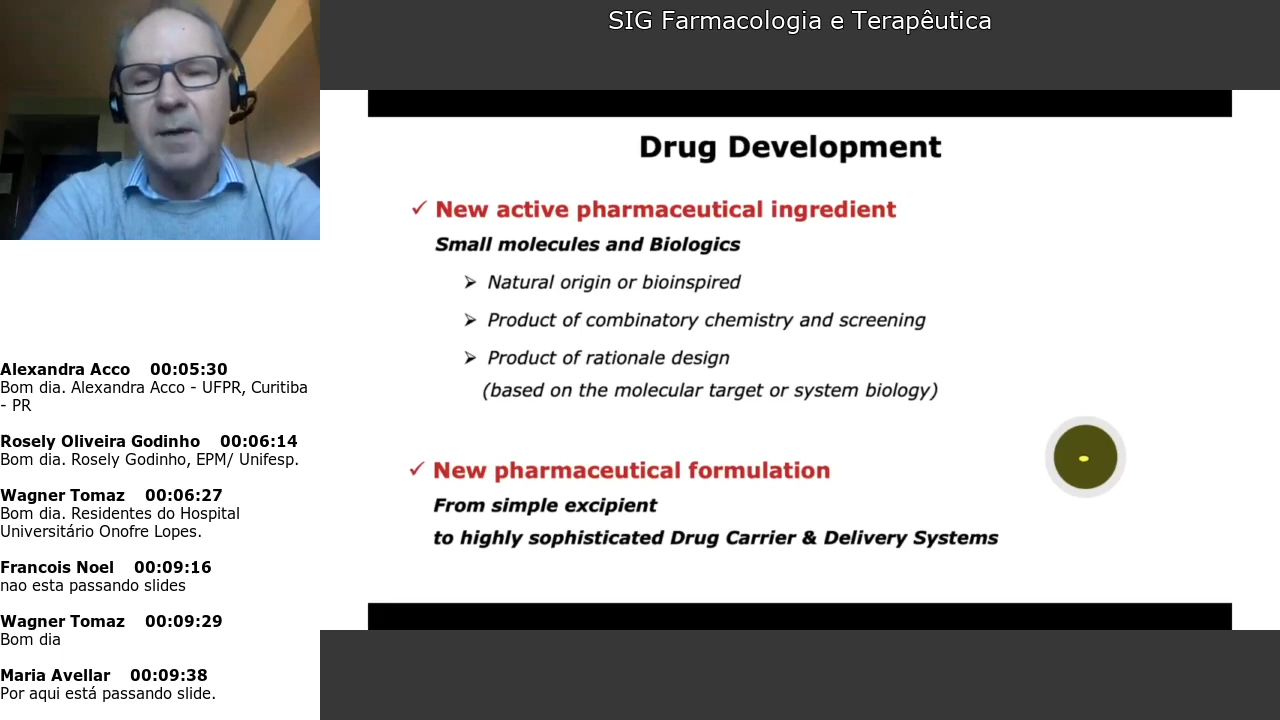 SIG Farmacologia e Terapêutica
Drug Development
✓ New active pharmaceutical ingredient
Small molecules and Biologics
➢ Natural origin or bioinspired
➢ Product of combinatory chemistry and screening
➢ Product of rationale design
(based on the molecular target or system biology)
✓ New pharmaceutical formulation
From simple excipient
to highly sophisticated Drug Carrier & Delivery Systems
Alexandra Acco 00:05:30
Bom dia. Alexandra Acco - UFPR, Curitiba
- PR
Rosely Oliveira Godinho 00:06:14
Bom dia. Rosely Godinho, EPM/ Unifesp.
Wagner Tomaz 00:06:27
Bom dia. Residentes do Hospital
Universitário Onofre Lopes.
Francois Noel 00:09:16
nao esta passando slides
Wagner Tomaz 00:09:29
Bom dia
Maria Avellar 00:09:38
Por aqui está passando slide.